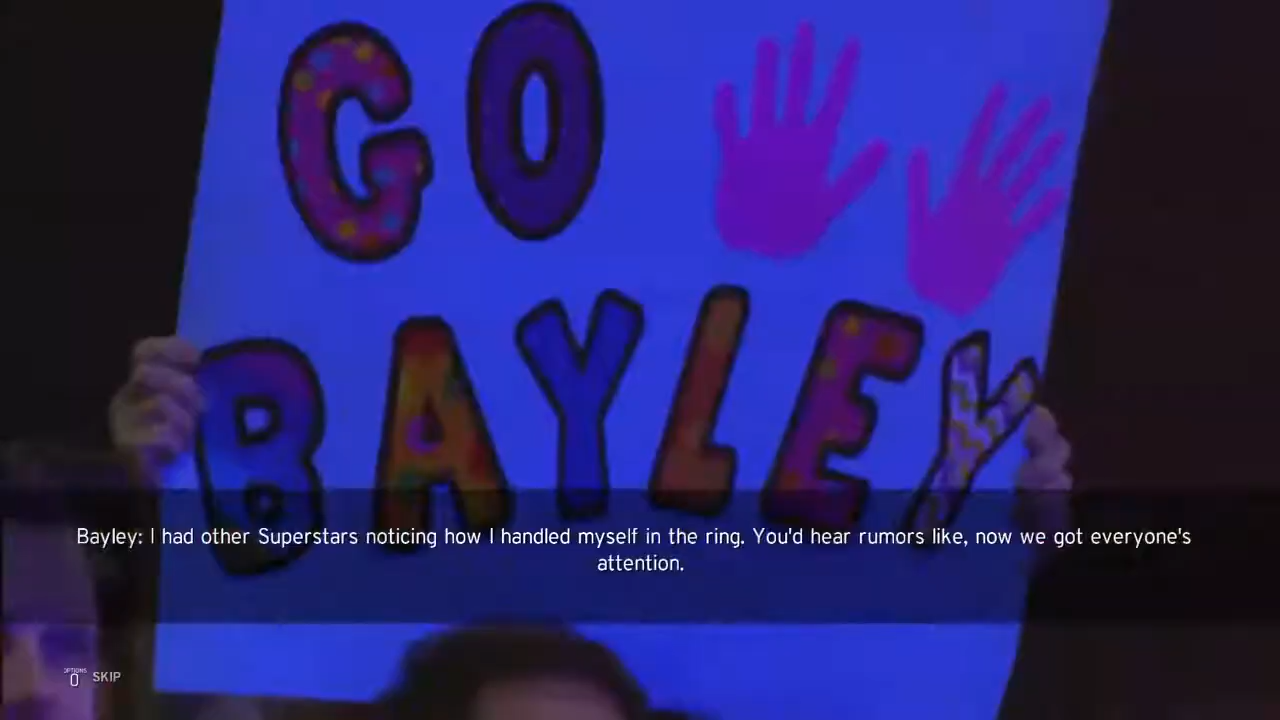 GO
BAYLEY
Bayley: I had other Superstars noticing how I handled myself in the ring. You'd hear rumors like, now we got everyone's
attention.
OPTIONS
SKIP